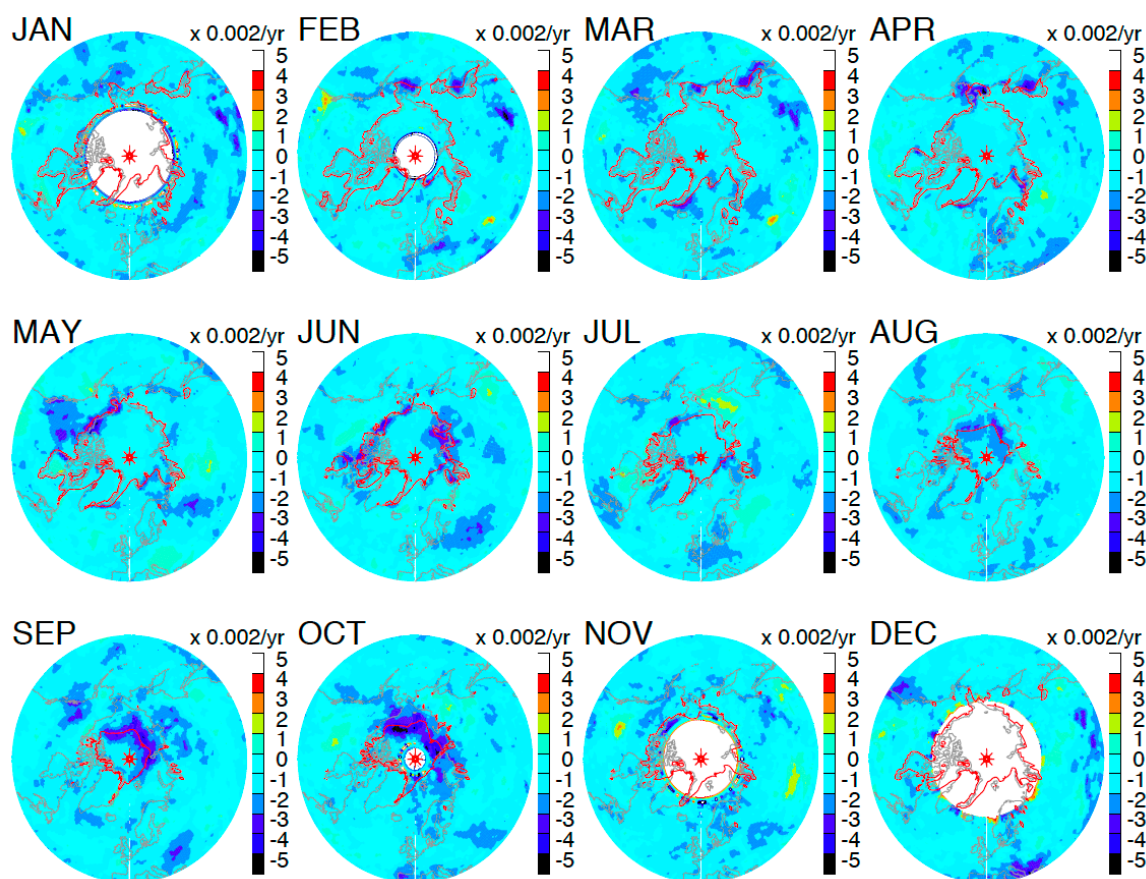 JAN x 0.002/yr FEB x 0.002/yr MAR x 0.002/yr APR x 0.002/yr
5 5 5 5
4 4 4 4
3 3 3 3
2 2 2 2
1 1 1 1
0 0 0 0
-1 -1 -1 -1
-2 -2 -2 -2
-3 -3 -3 -3
-4 -4 -4 -4
-5 -5 -5 -5
MAY x 0.002/yr JUN x 0.002/yr JUL x 0.002/yr AUG x 0.002/yr
5 5 5 5
4 4 4 4
3 3 3 3
2 2 2 2
1 1 1 1
0 0 0 0
-1 -1 -1 -1
-2 -2 -2 -2
-3 -3 -3 -3
-4 -4 -4 -4
-5 -5 -5 -5
SEP x 0.002/yr OCT x 0.002/yr NOV x 0.002/yr DEC x 0.002/yr
5 5 5 5
4 4 4 4
3 3 3 3
2 2 2 2
1 1 1 1
0 0 0 0
-1 -1 -1 -1
-2 -2 -2 -2
-3 -3 -3 -3
-4 -4 -4 -4
-5 -5 -5 -5